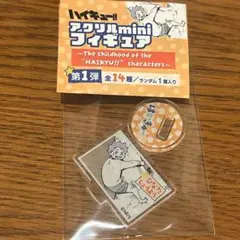 ハイキュー!!
アクリルmini
フィギュア
~The childhood of the
"HAIKYU!!" characters~
第1弾
全14種/ランダム1個入り